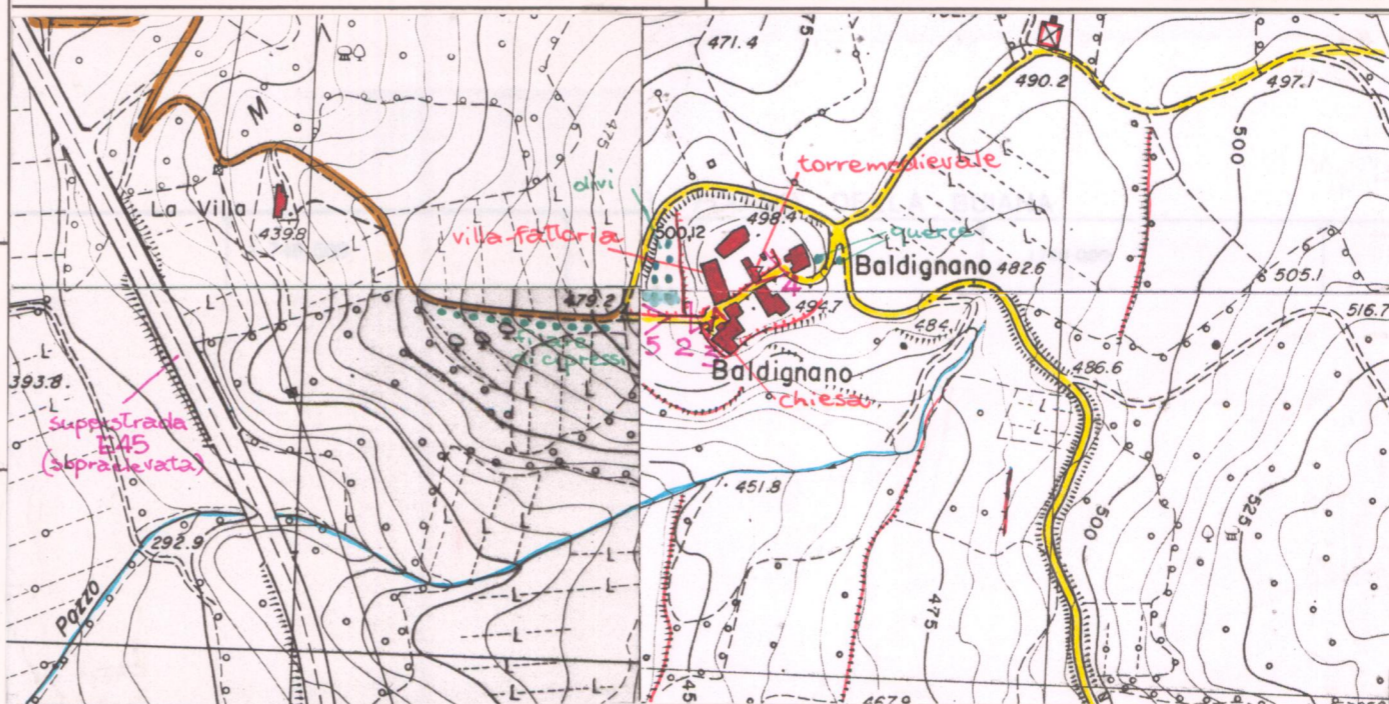 471.4
75
490.2
497.1
M
475
500
torre medievale
olivi
La Villa
439.8
villa-fattoria
500,12
498.4
querce
Baldignano
482.6
505.1
4
479.2
494.7
516.7
5 2
484.1
filare
di cipressi
Baldignano
486.6
393.8
chiesa
superstrada
E45
(sopraelevata)
451.8
292.9
500
525
Pozzo
475
45
467.9
L